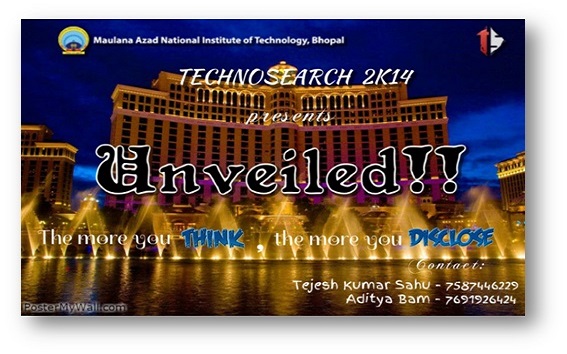 Maulana Azad National Institute of Technology, Bhopal
TECHNOSEARCH 2K14
presents
Unveiled!!
The more you THINK , the more you DISCLOSE
Contact:
Tejesh Kumar Sahu - 7587446229
Aditya Bam - 7691926424
PosterMyWall.com